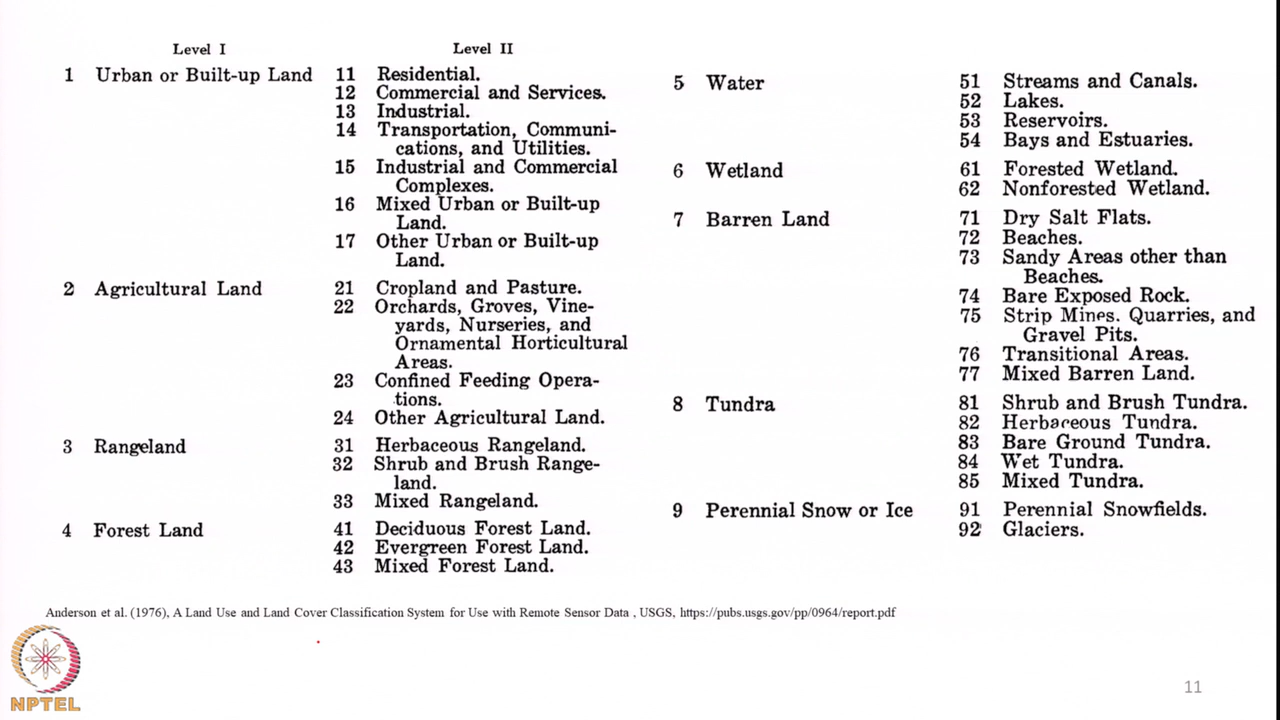 Level I Level II
1 Urban or Built-up Land 11 Residential.
12 Commercial and Services.
13 Industrial.
14 Transportation, Communi-
cations, and Utilities.
15 Industrial and Commercial
Complexes.
16 Mixed Urban or Built-up
Land.
17 Other Urban or Built-up
Land.
2 Agricultural Land 21 Cropland and Pasture.
22 Orchards, Groves, Vine-
yards, Nurseries, and
Ornamental Horticultural
Areas.
23 Confined Feeding Opera-
tions.
24 Other Agricultural Land.
3 Rangeland 31 Herbaceous Rangeland.
32 Shrub and Brush Range-
land.
33 Mixed Rangeland.
4 Forest Land 41 Deciduous Forest Land.
42 Evergreen Forest Land.
43 Mixed Forest Land.
5 Water 51 Streams and Canals.
52 Lakes.
53 Reservoirs.
54 Bays and Estuaries.
6 Wetland 61 Forested Wetland.
62 Nonforested Wetland.
7 Barren Land 71 Dry Salt Flats.
72 Beaches.
73 Sandy Areas other than
Beaches.
74 Bare Exposed Rock.
75 Strip Mines. Quarries, and
Gravel Pits.
76 Transitional Areas.
77 Mixed Barren Land.
8 Tundra 81 Shrub and Brush Tundra.
82 Herbaceous Tundra.
83 Bare Ground Tundra.
84 Wet Tundra.
85 Mixed Tundra.
9 Perennial Snow or Ice 91 Perennial Snowfields.
92 Glaciers.
Anderson et al. (1976), A Land Use and Land Cover Classification System for Use with Remote Sensor Data , USGS, https://pubs.usgs.gov/pp/0964/report.pdf
NPTEL
11